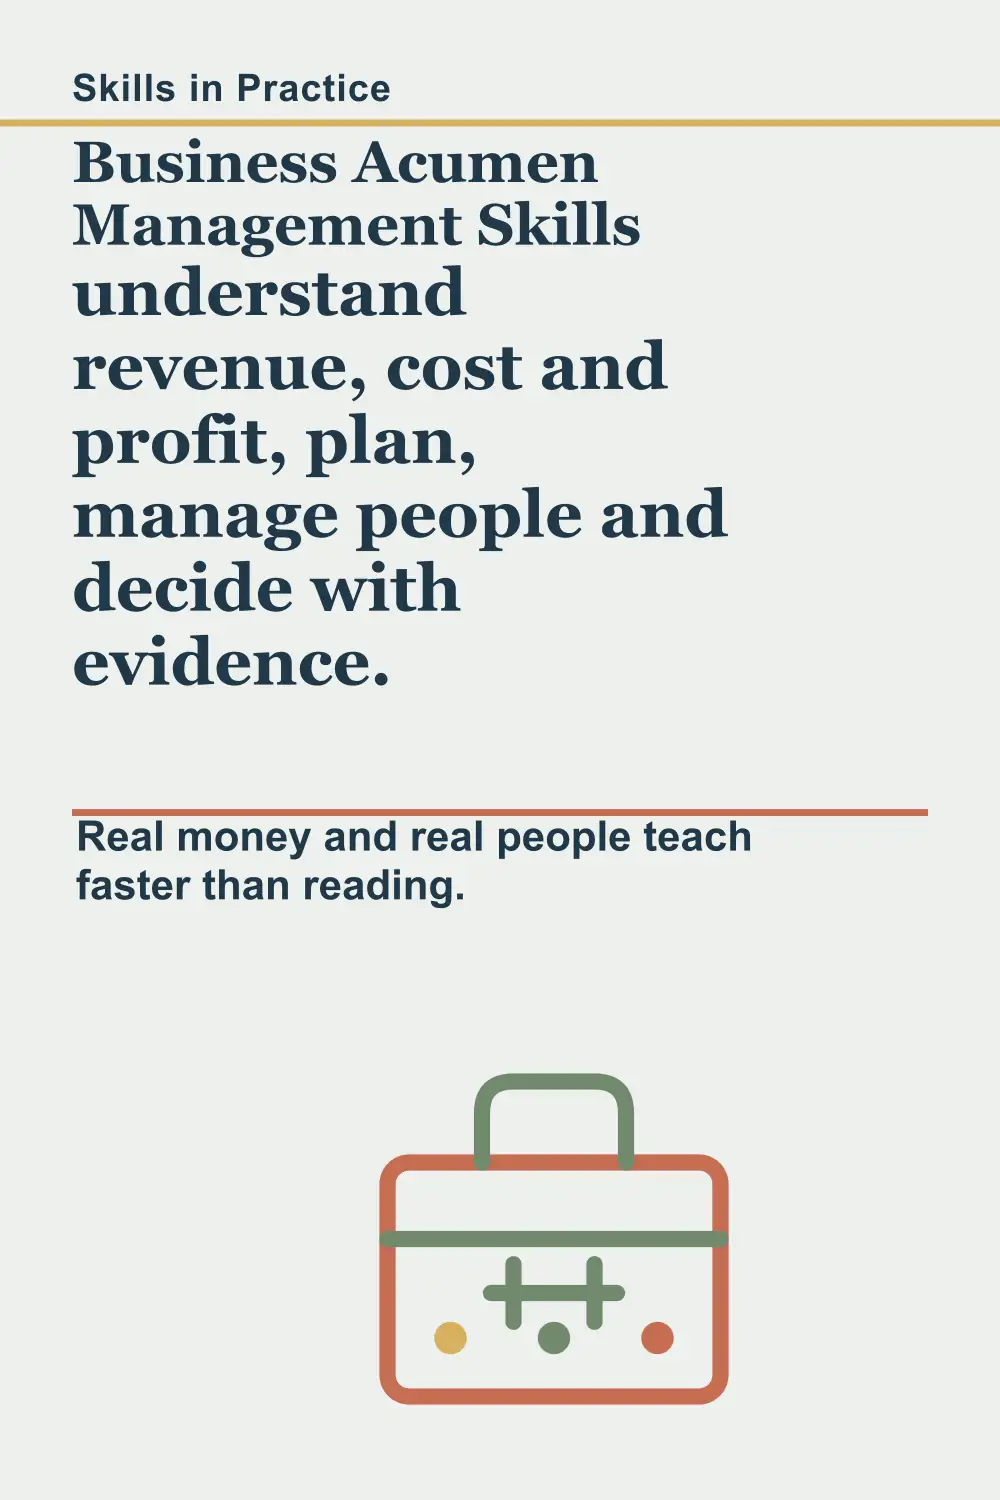 Skills in Practice
Business Acumen
Management Skills
understand
revenue, cost and
profit, plan,
manage people and
decide with
evidence.
Real money and real people teach
faster than reading.